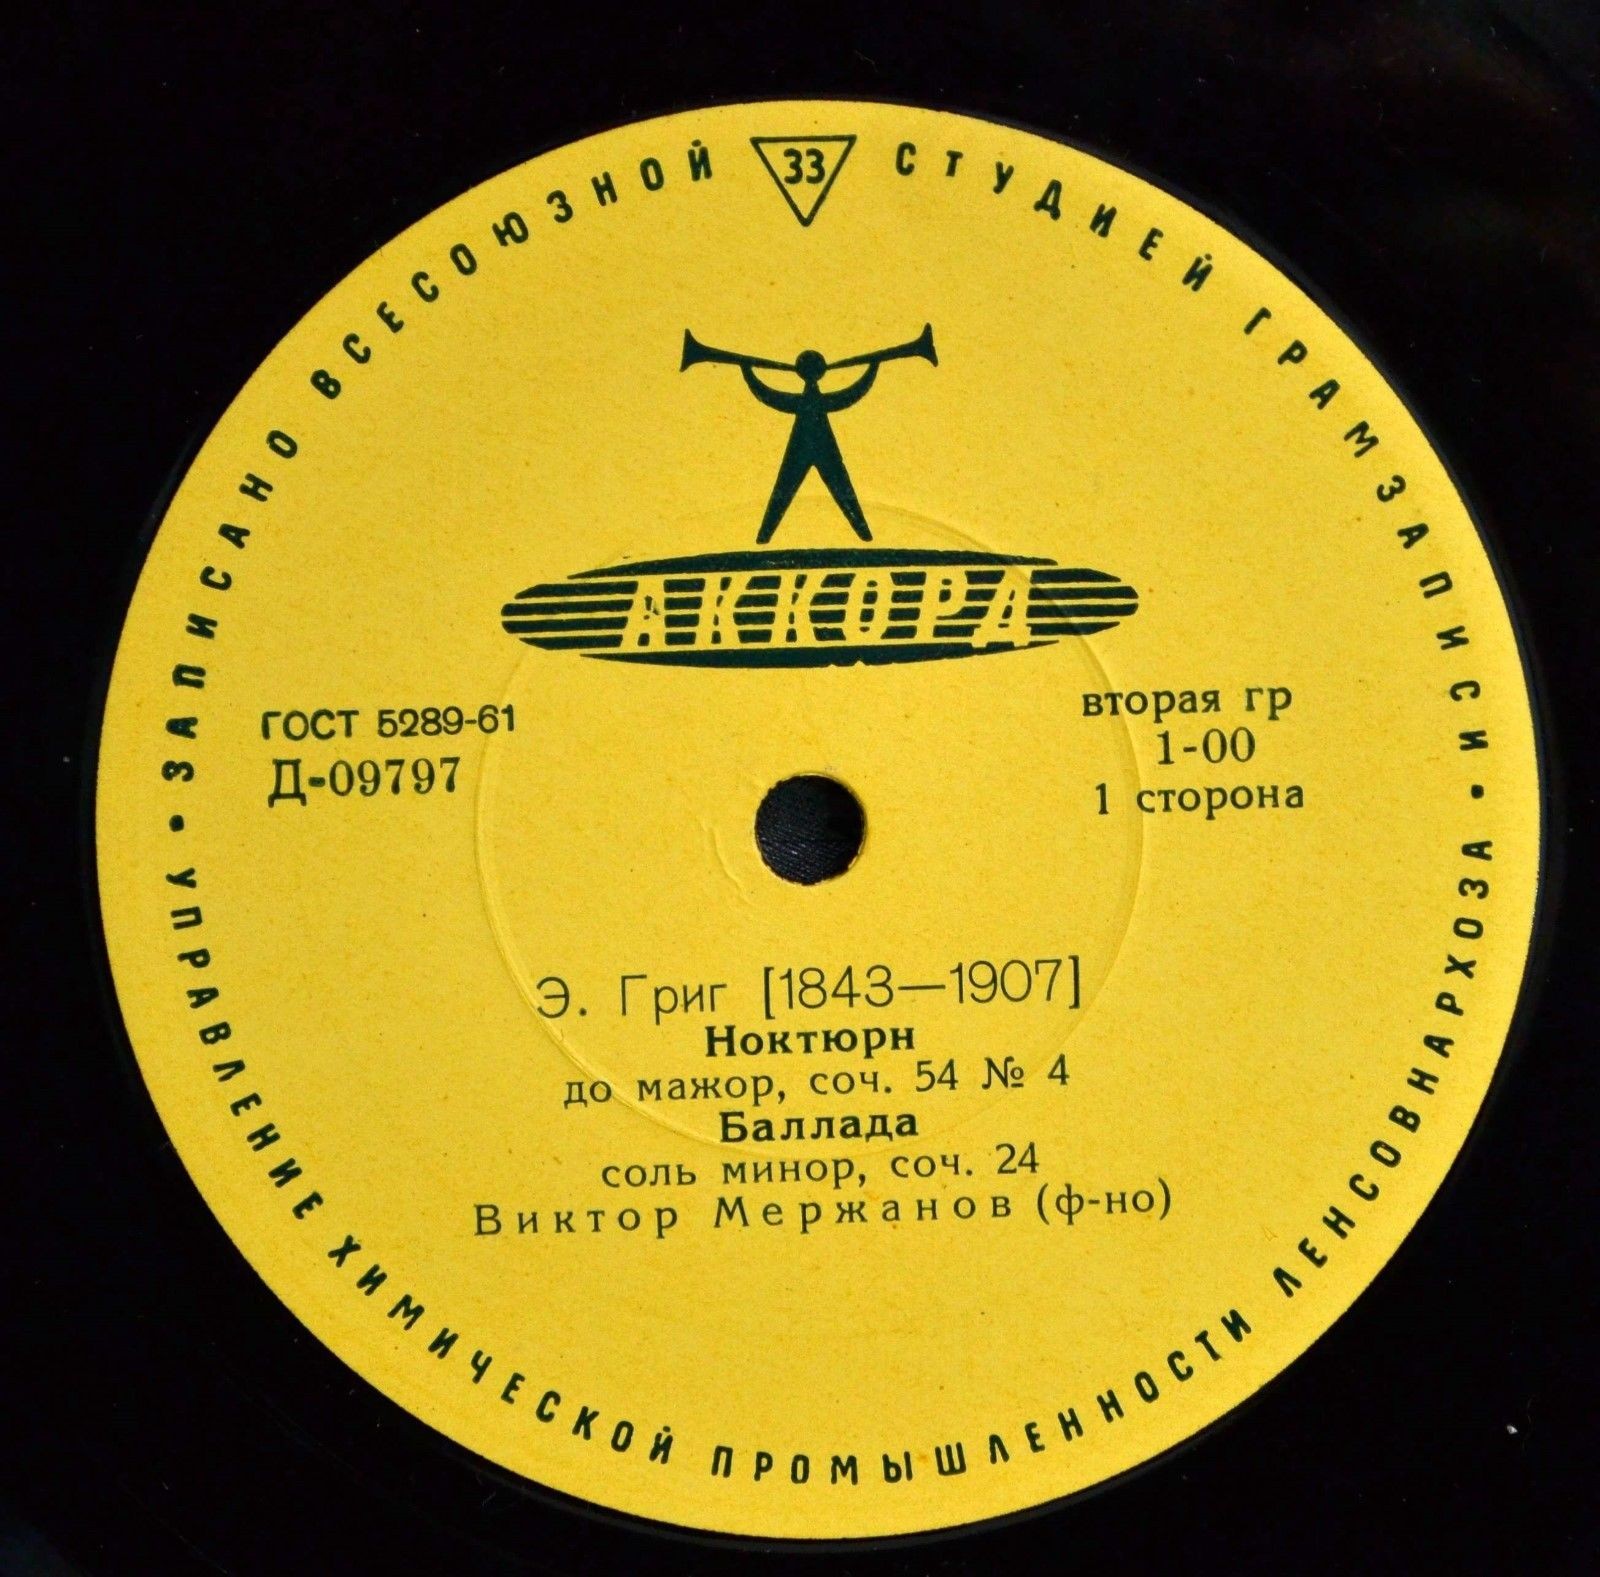 ЗАПИСАНО ВСЕСОЮЗНОЙ 33 СТУДИЕЙ ГРАМЗАПИСИ
АККОРД
ГОСТ 5289-61
Д-09797
вторая гр
1-00
1 сторона
Э. Григ [1843—1907]
Ноктюрн
до мажор, соч. 54 № 4
Баллада
соль минор, соч. 24
Виктор Мержанов (ф-но)
УПРАВЛЕНИЕ ХИМИЧЕСКОЙ ПРОМЫШЛЕННОСТИ ЛЕНСОВНАРХОЗА